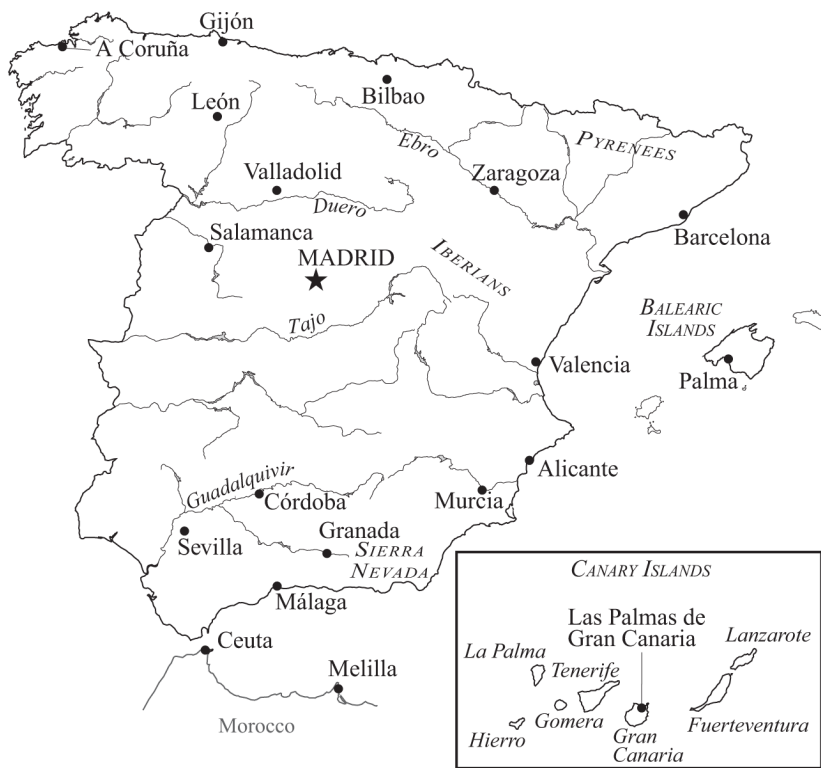 Gijón
A Coruña
Bilbao
León
Ebro
PYRENEES
Valladolid
Zaragoza
Duero
Barcelona
Salamanca
MADRID
IBERIANS
Tajo
BALEARIC
ISLANDS
Valencia
Palma
Alicante
Guadalquivir
Córdoba
Murcia
Sevilla
Granada
SIERRA
NEVADA
Málaga
Ceuta
Melilla
Morocco
CANARY ISLANDS
Las Palmas de
Gran Canaria
Lanzarote
La Palma
Tenerife
Gomera
Hierro
Gran
Canaria
Fuerteventura